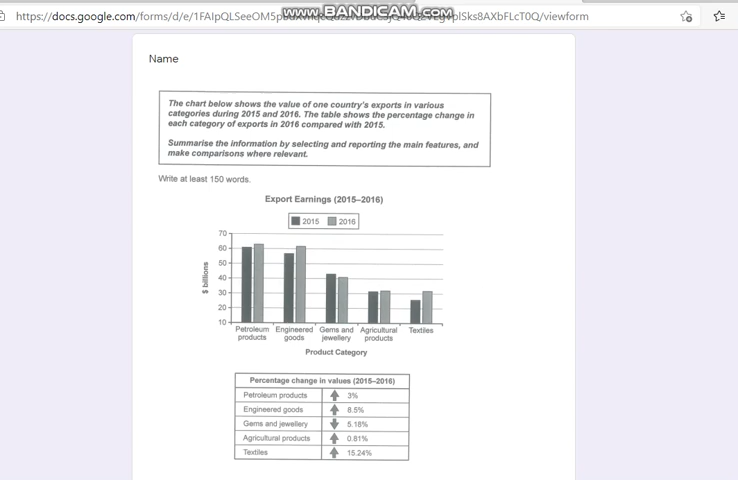 https://docs.google.com/forms/d/e/
/viewform
www.BANDICAM.com
Name
The chart below shows the value of one country's exports in various
categories during 2015 and 2016. The table shows the percentage change in
each category of exports in 2016 compared with 2015.
Summarise the information by selecting and reporting the main features, and
make comparisons where relevant.
Write at least 150 words.
Export Earnings (2015–2016)
2015 2016
70
60
50
40
30
20
10
$ billions
Petroleum products
Engineered goods
Gems and jewellery
Agricultural products
Textiles
Product Category
Percentage change in values (2015–2016)
Petroleum products 3%
Engineered goods 8.5%
Gems and jewellery 5.18%
Agricultural products 0.81%
Textiles 15.24%